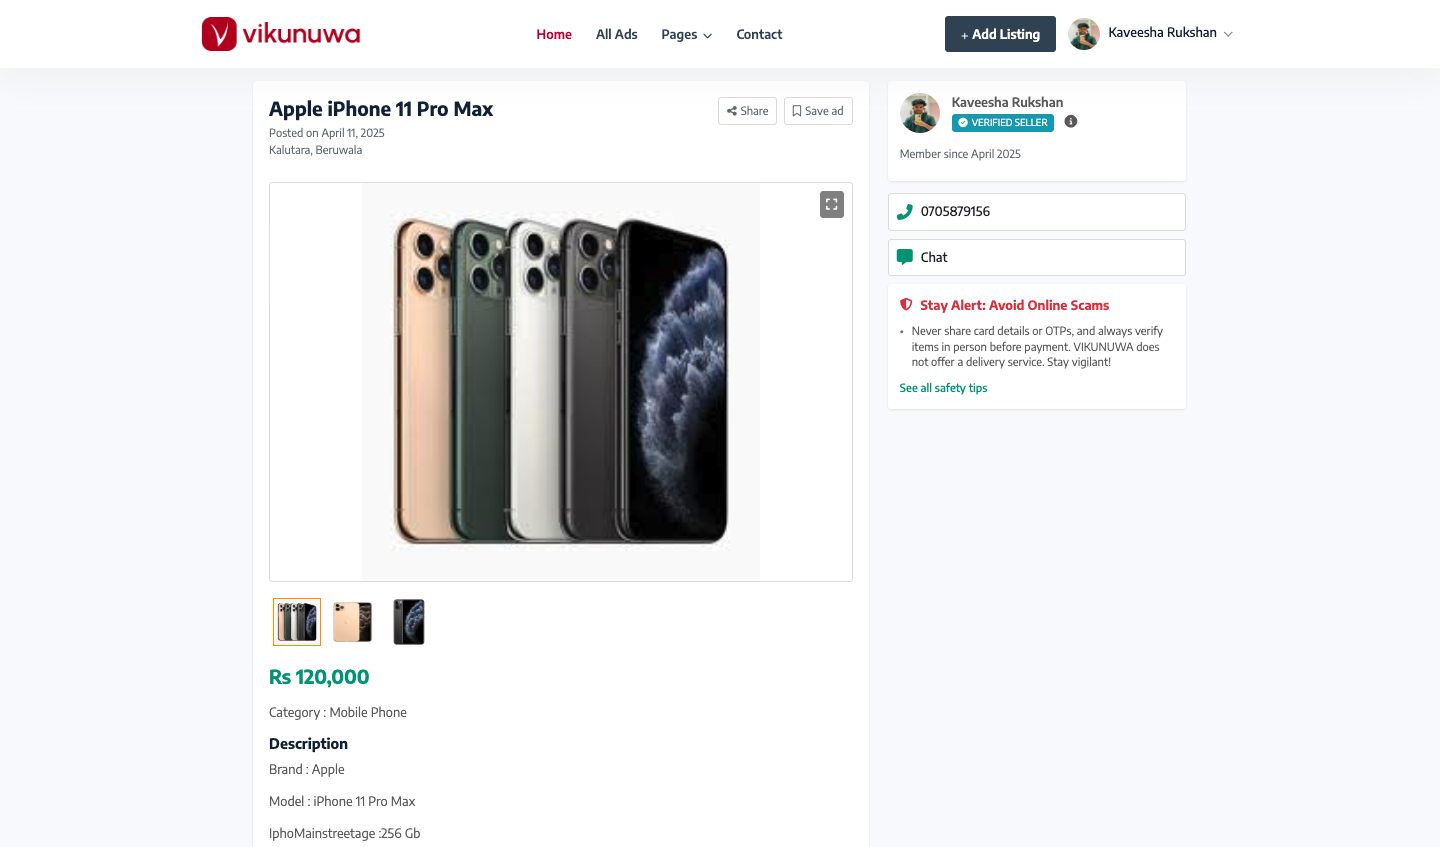 vikunuwa
Home
All Ads
Pages
Contact
+ Add Listing
Kaveesha Rukshan
Apple iPhone 11 Pro Max
Posted on April 11, 2025
Kalutara, Beruwala
Share
Save ad
Rs 120,000
Category : Mobile Phone
Description
Brand : Apple
Model : iPhone 11 Pro Max
IphoMainstreetage :256 Gb
Kaveesha Rukshan
VERIFIED SELLER
Member since April 2025
0705879156
Chat
Stay Alert: Avoid Online Scams
• Never share card details or OTPs, and always verify
items in person before payment. VIKUNUWA does
not offer a delivery service. Stay vigilant!
See all safety tips